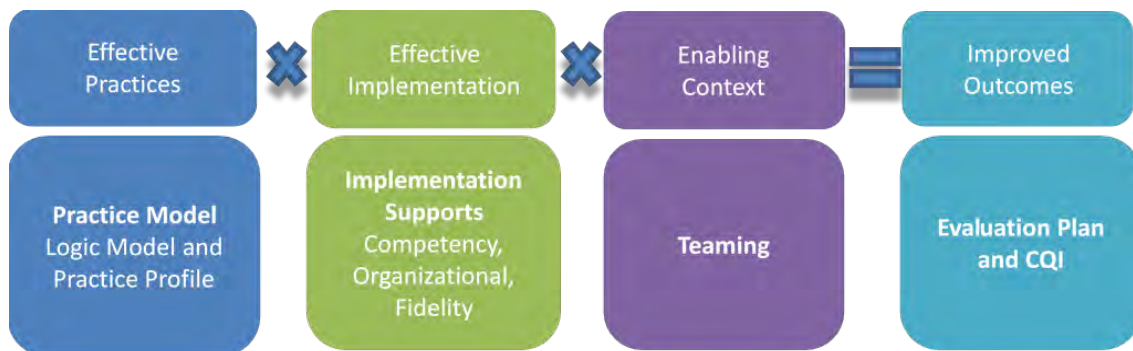 Effective
Practices
Effective
Implementation
Enabling
Context
Improved
Outcomes
Practice Model
Logic Model and
Practice Profile
Implementation
Supports
Competency,
Organizational,
Fidelity
Teaming
Evaluation Plan
and CQI